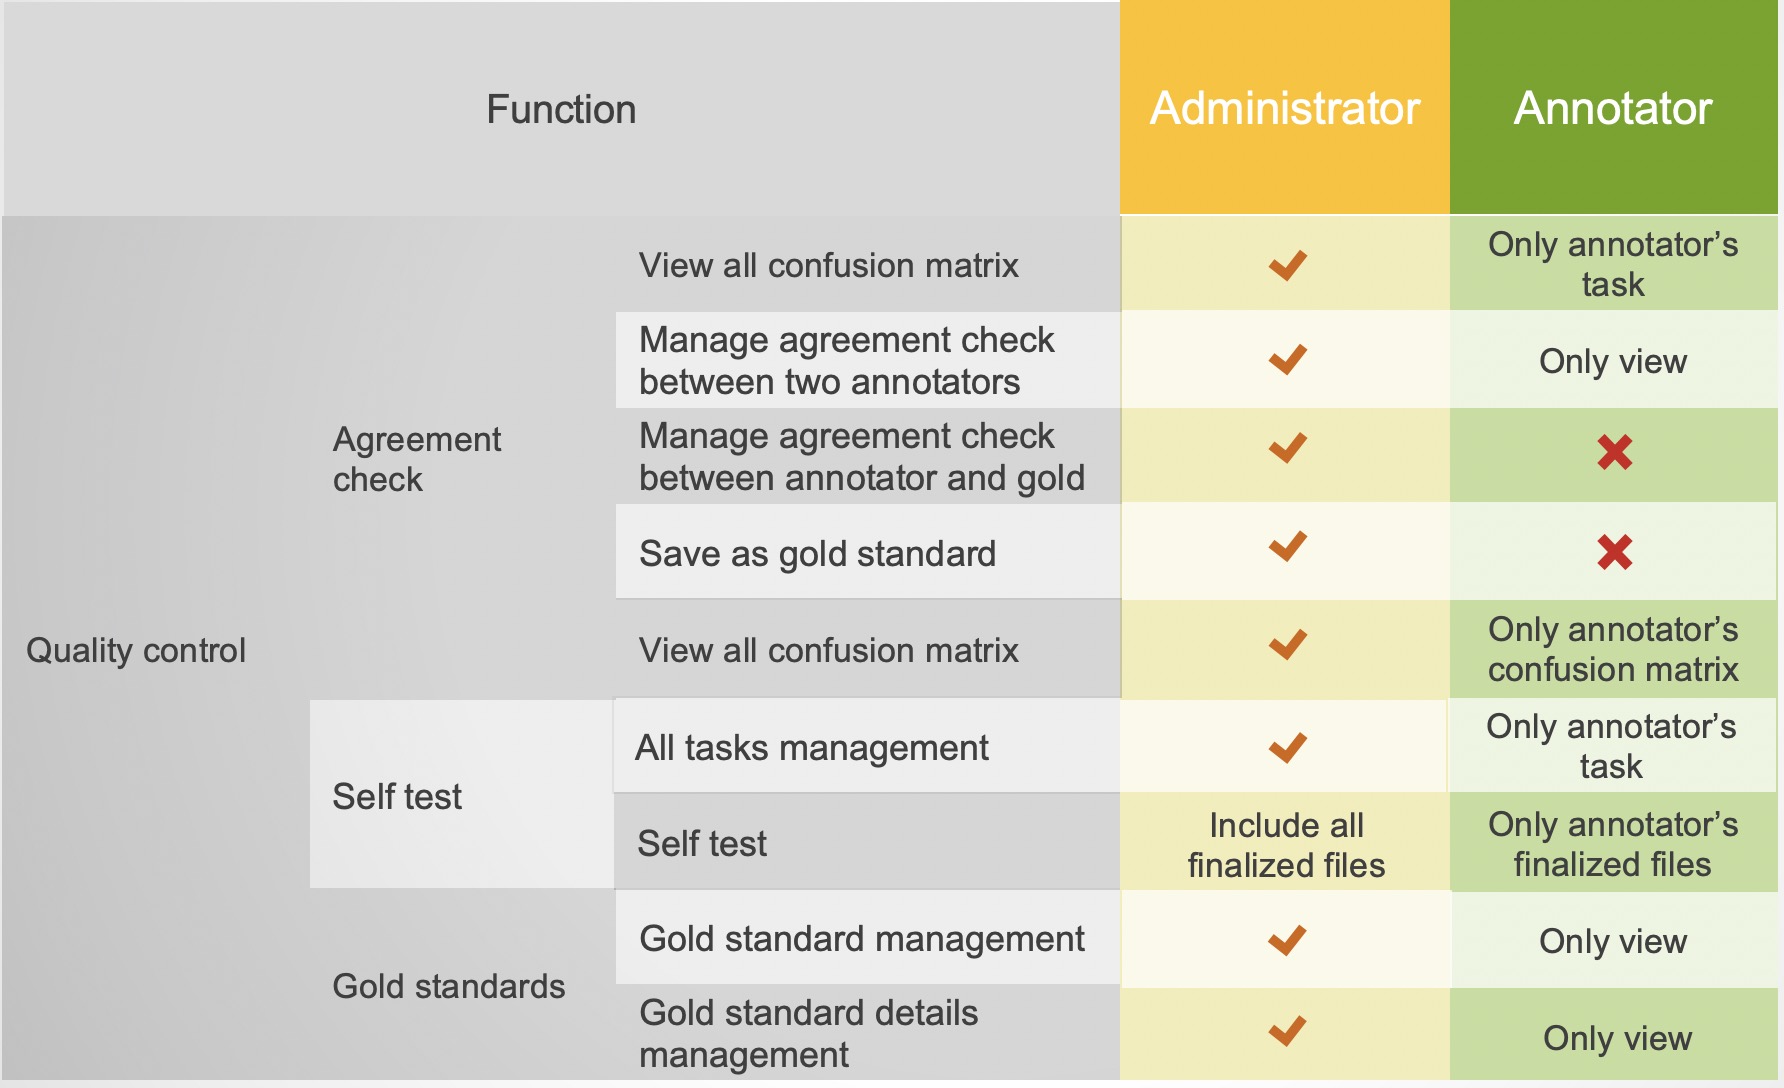 Function
Administrator
Annotator
Quality control
Agreement
check
View all confusion matrix
Only annotator’s
task
Manage agreement check
between two annotators
Only view
Manage agreement check
between annotator and gold
Save as gold standard
View all confusion matrix
Only annotator’s
confusion matrix
Self test
All tasks management
Only annotator’s
task
Self test
Include all
finalized files
Only annotator’s
finalized files
Gold standards
Gold standard management
Only view
Gold standard details
management
Only view